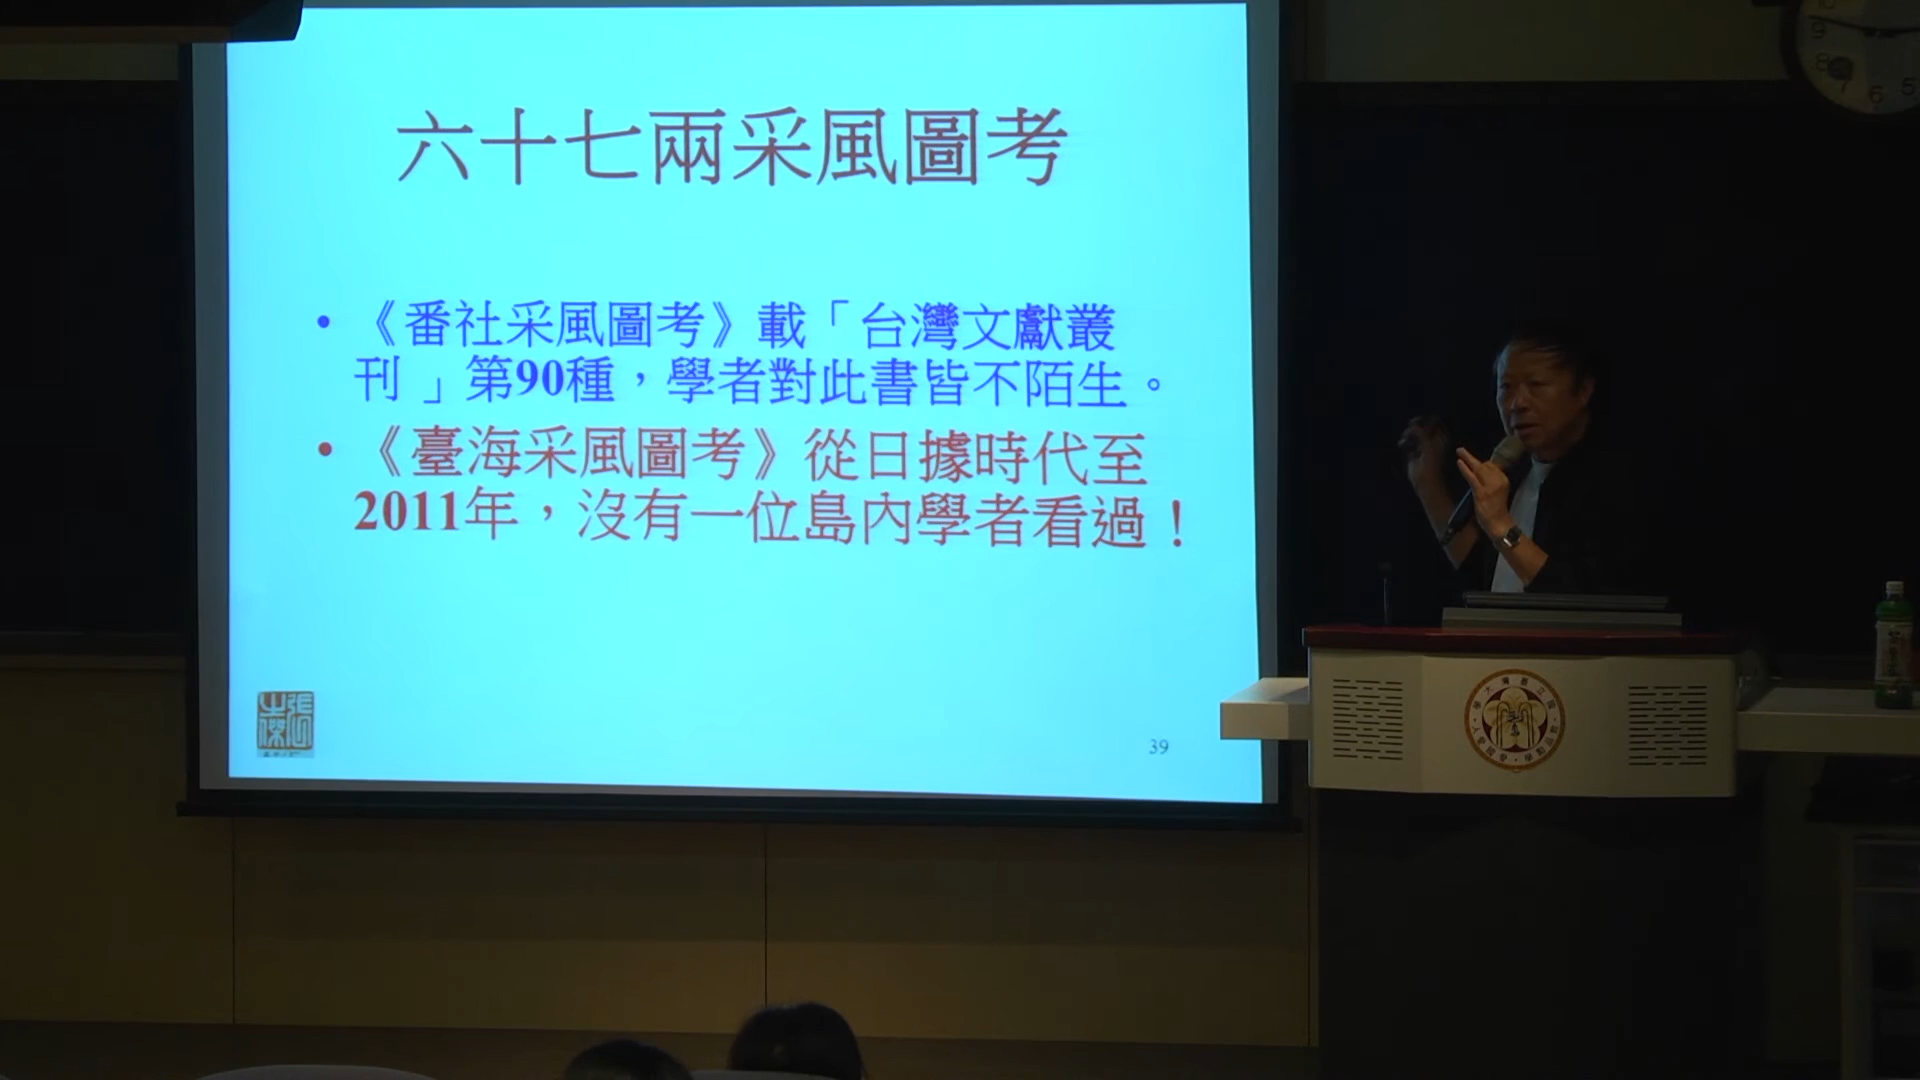 六十七兩采風圖考
• 《番社采風圖考》載「台灣文獻叢
刊」第90種，學者對此書皆不陌生。
• 《臺海采風圖考》從日據時代至
2011年，沒有一位島內學者看過！
39